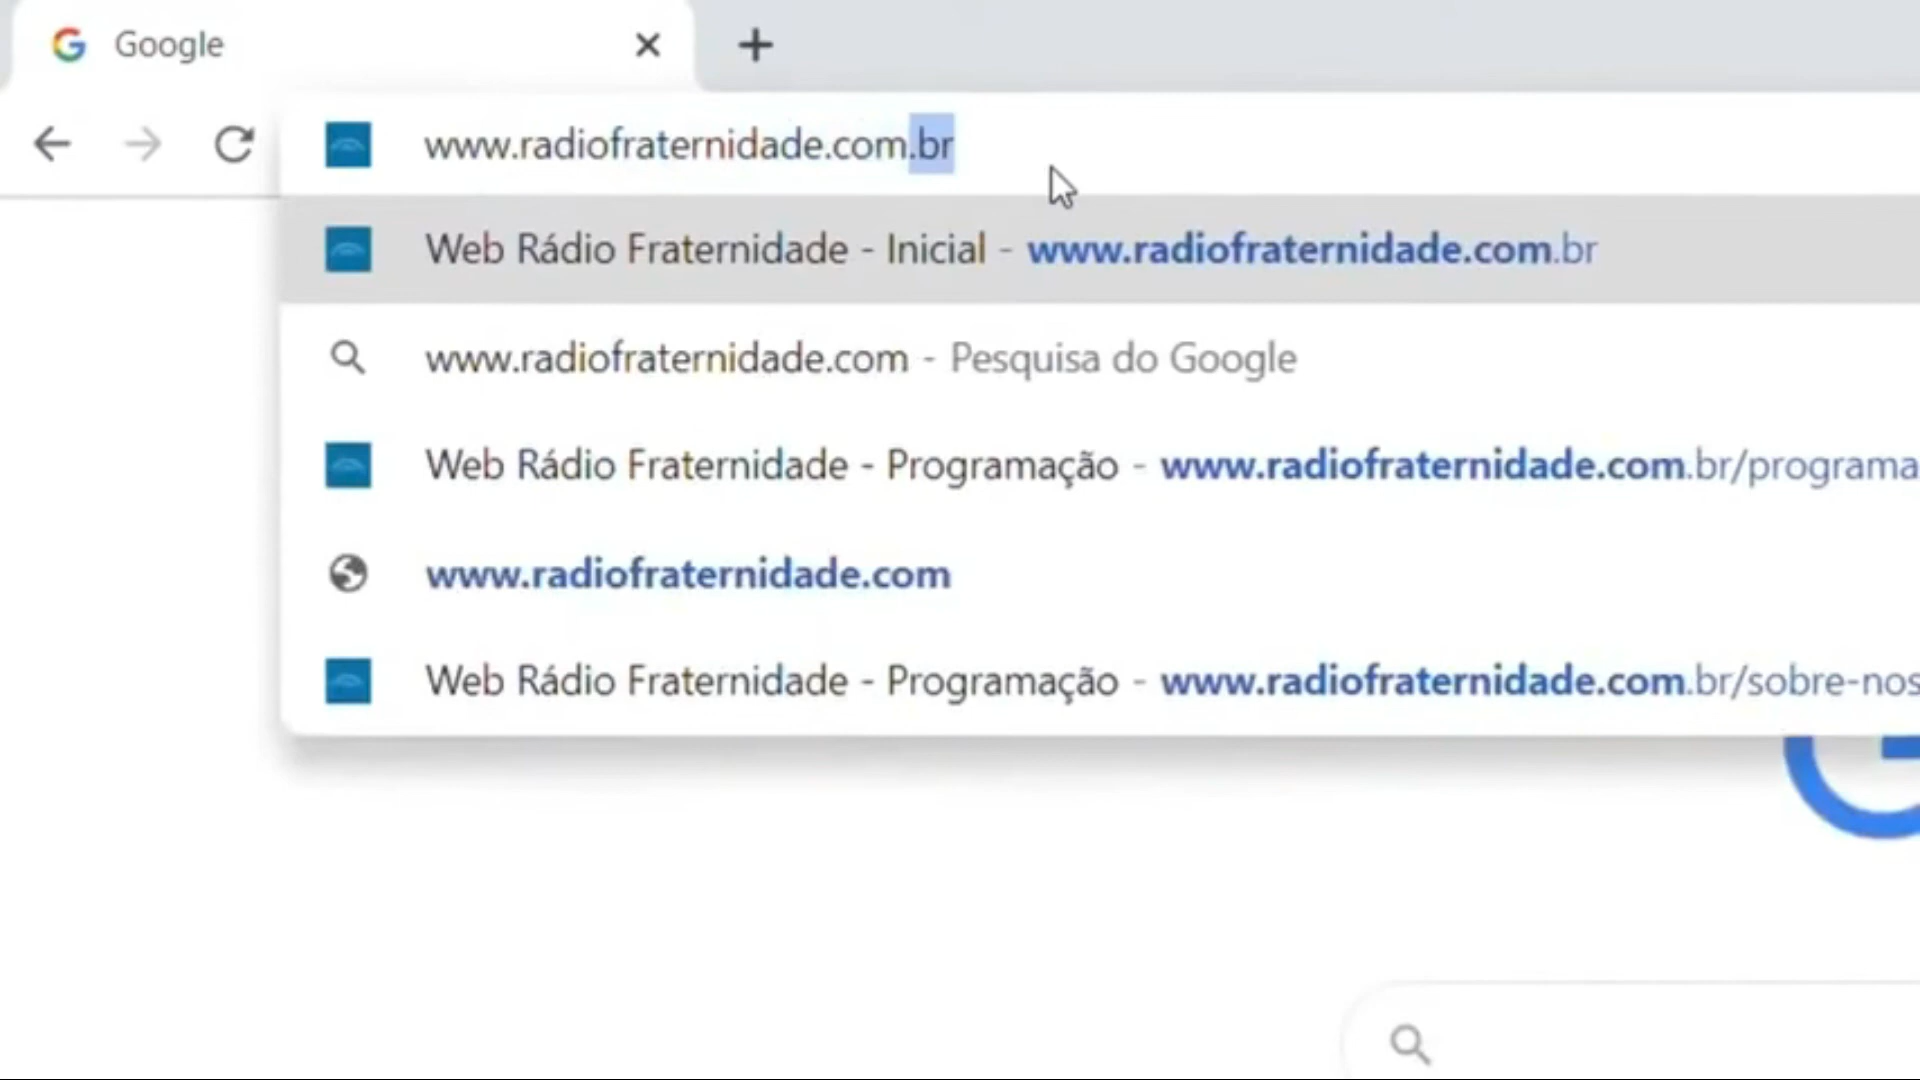 Google
www.radiofraternidade.com.br
Web Rádio Fraternidade - Inicial - www.radiofraternidade.com.br
www.radiofraternidade.com - Pesquisa do Google
Web Rádio Fraternidade - Programação - www.radiofraternidade.com.br/programa
www.radiofraternidade.com
Web Rádio Fraternidade - Programação - www.radiofraternidade.com.br/sobre-nos